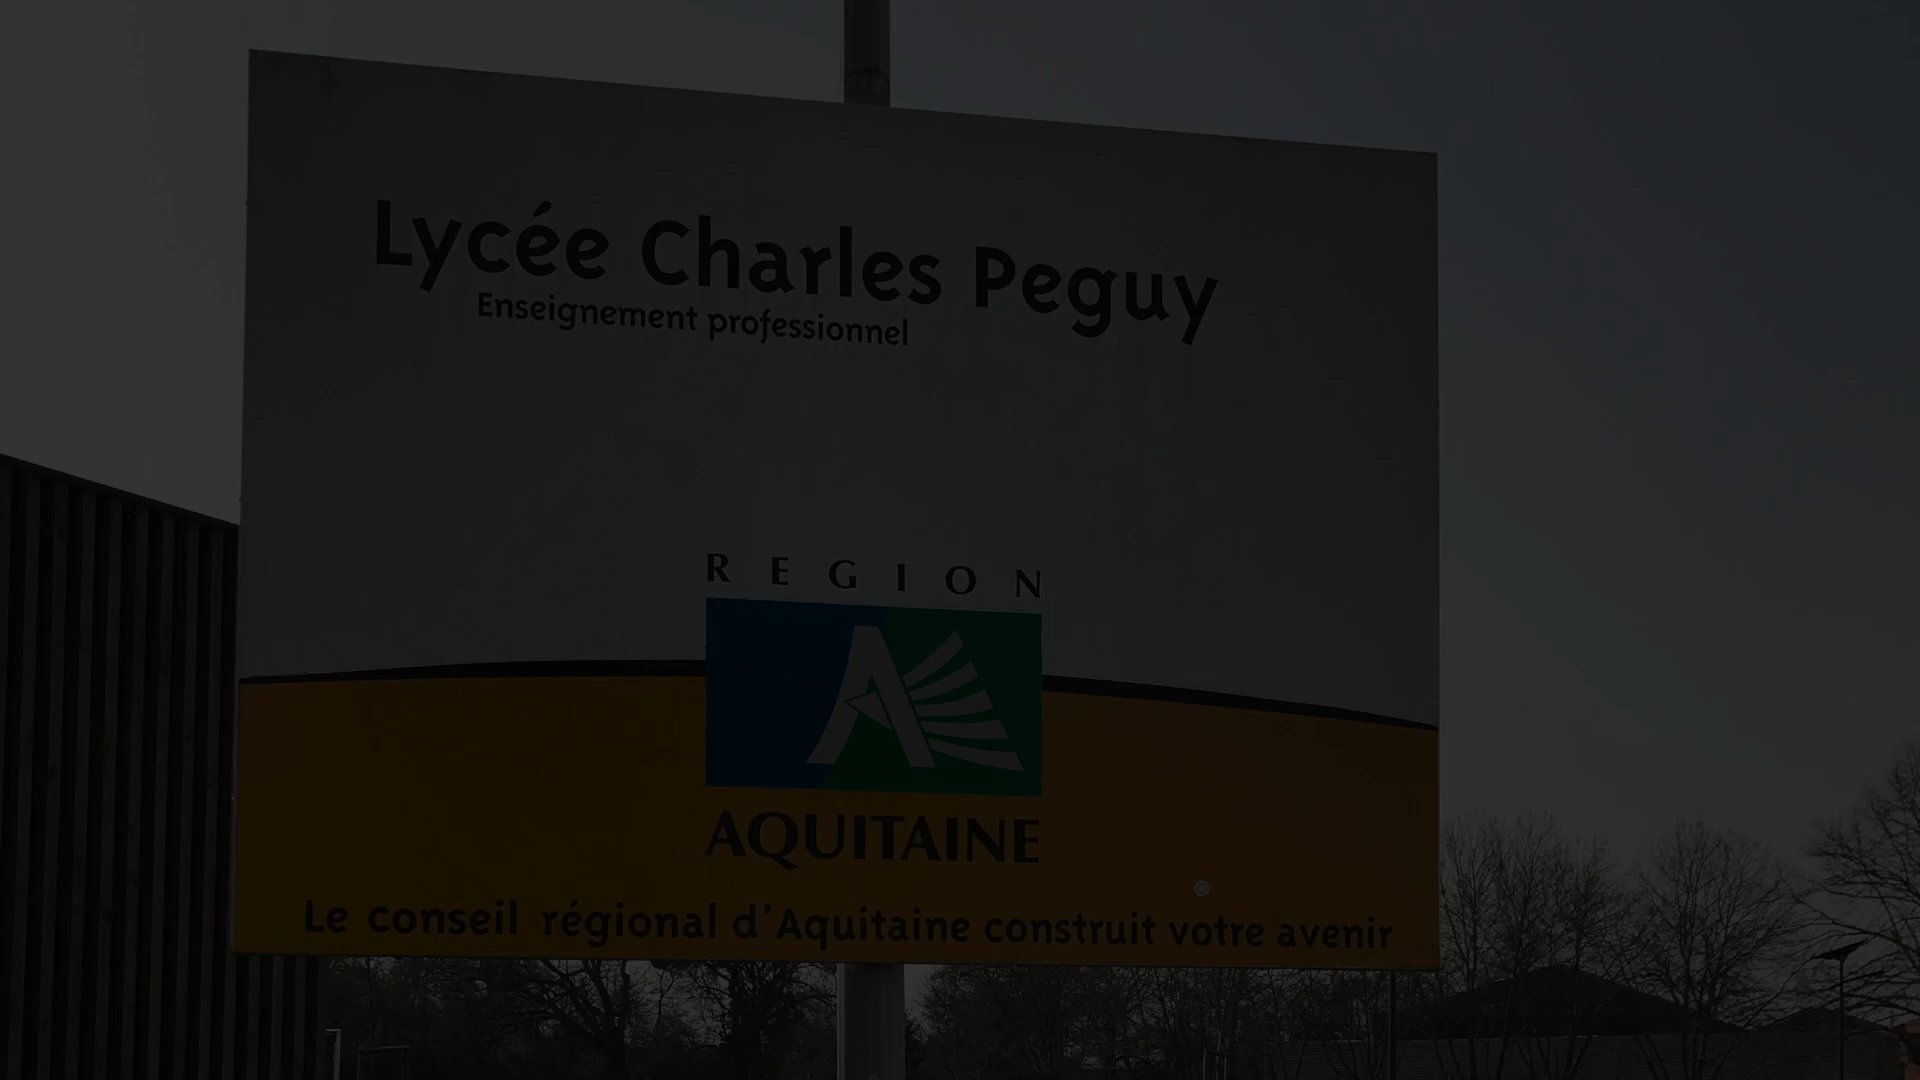 Lycée Charles Peguy
Enseignement professionnel
REGION
AQUITAINE
Le conseil régional d'Aquitaine construit votre avenir